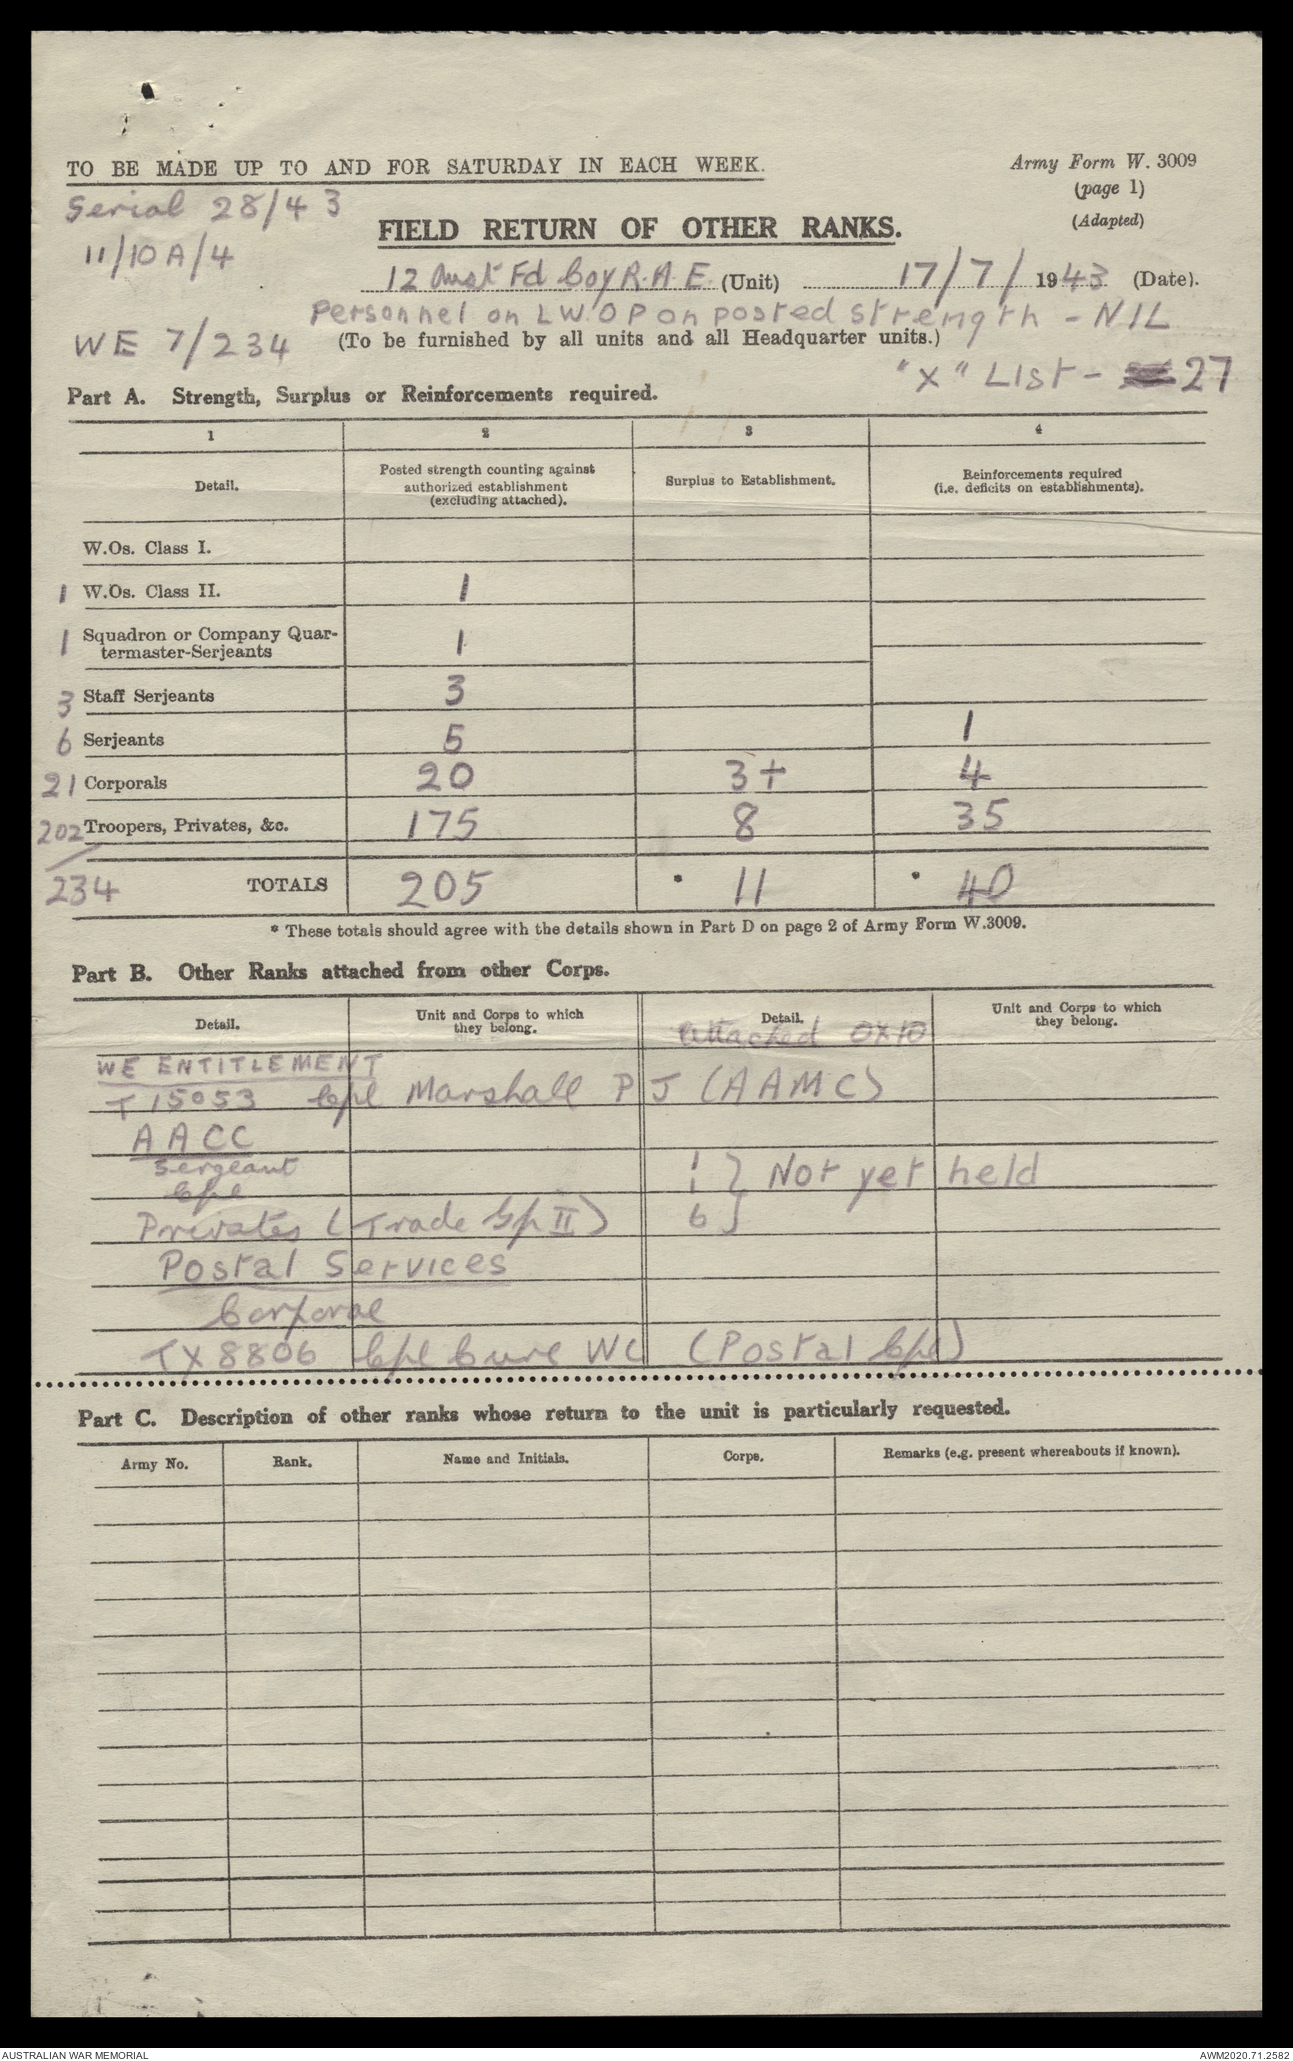 TO BE MADE UP TO AND FOR SATURDAY IN EACH WEEK.
Army Form W. 3009
(page 1)
(Adapted)
Serial 28/43
FIELD RETURN OF OTHER RANKS.
11/10A/4
12 Aust Fd Coy R.A.E. (Unit) 17/7/1943 (Date).
Personnel on LWOP on posted strength - NIL
WE 7/234 (To be furnished by all units and all Headquarter units.)
"X" List - 27
Part A. Strength, Surplus or Reinforcements required.
1 2 3 4
Detail. Posted strength counting against authorized establishment (excluding attached). Surplus to Establishment. Reinforcements required (i.e. deficits on establishments).
W.Os. Class I.
1 W.Os. Class II. 1
1 Squadron or Company Quar-
termaster-Serjeants 1
3 Staff Serjeants 3
6 Serjeants 5 1
21 Corporals 20 3+ 4
202 Troopers, Privates, &c. 175 8 35
234 TOTALS 205 * 11 * 40
* These totals should agree with the details shown in Part D on page 2 of Army Form W.3009.
Part B. Other Ranks attached from other Corps.
Detail. Unit and Corps to which they belong. Detail. Unit and Corps to which they belong.
attached
WE ENTITLEMENT
T15053 Cpl Marshall P J (AAMC)
AACC
Sergeant 1 } Not yet held
Cpl 1
Privates (Trade Gp II) 6 }
Postal Services
Corporal
TX8806 Cpl Cure WC (Postal Cpl)
Part C. Description of other ranks whose return to the unit is particularly requested.
Army No. Rank. Name and Initials. Corps. Remarks (e.g. present whereabouts if known).
AUSTRALIAN WAR MEMORIAL
AWM2020.71.2582